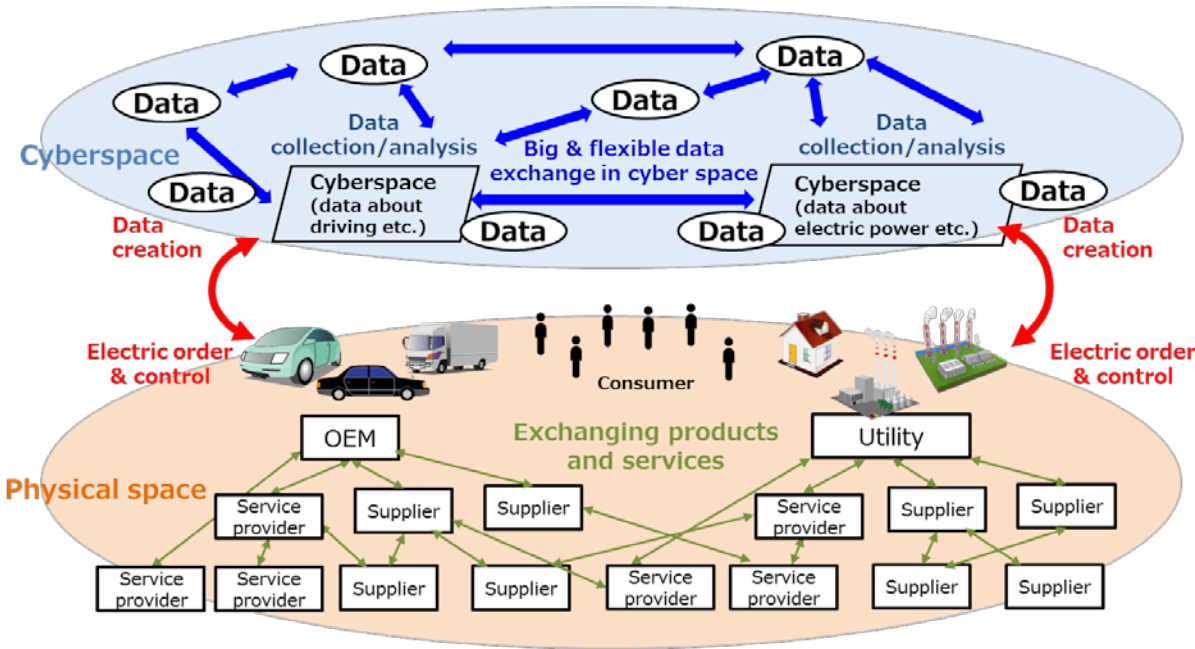 Data
Data
Data
Data
Data
collection/analysis
Data
collection/analysis
Cyberspace
Big & flexible data
exchange in cyber space
Data
Cyberspace
(data about
driving etc.)
Data
Data
Cyberspace
(data about
electric power etc.)
Data
Data
creation
Data
creation
Electric order
& control
Consumer
Electric order
& control
OEM
Exchanging products
and services
Utility
Physical space
Service
provider
Supplier
Supplier
Service
provider
Supplier
Supplier
Service
provider
Service
provider
Supplier
Supplier
Service
provider
Service
provider
Supplier
Supplier